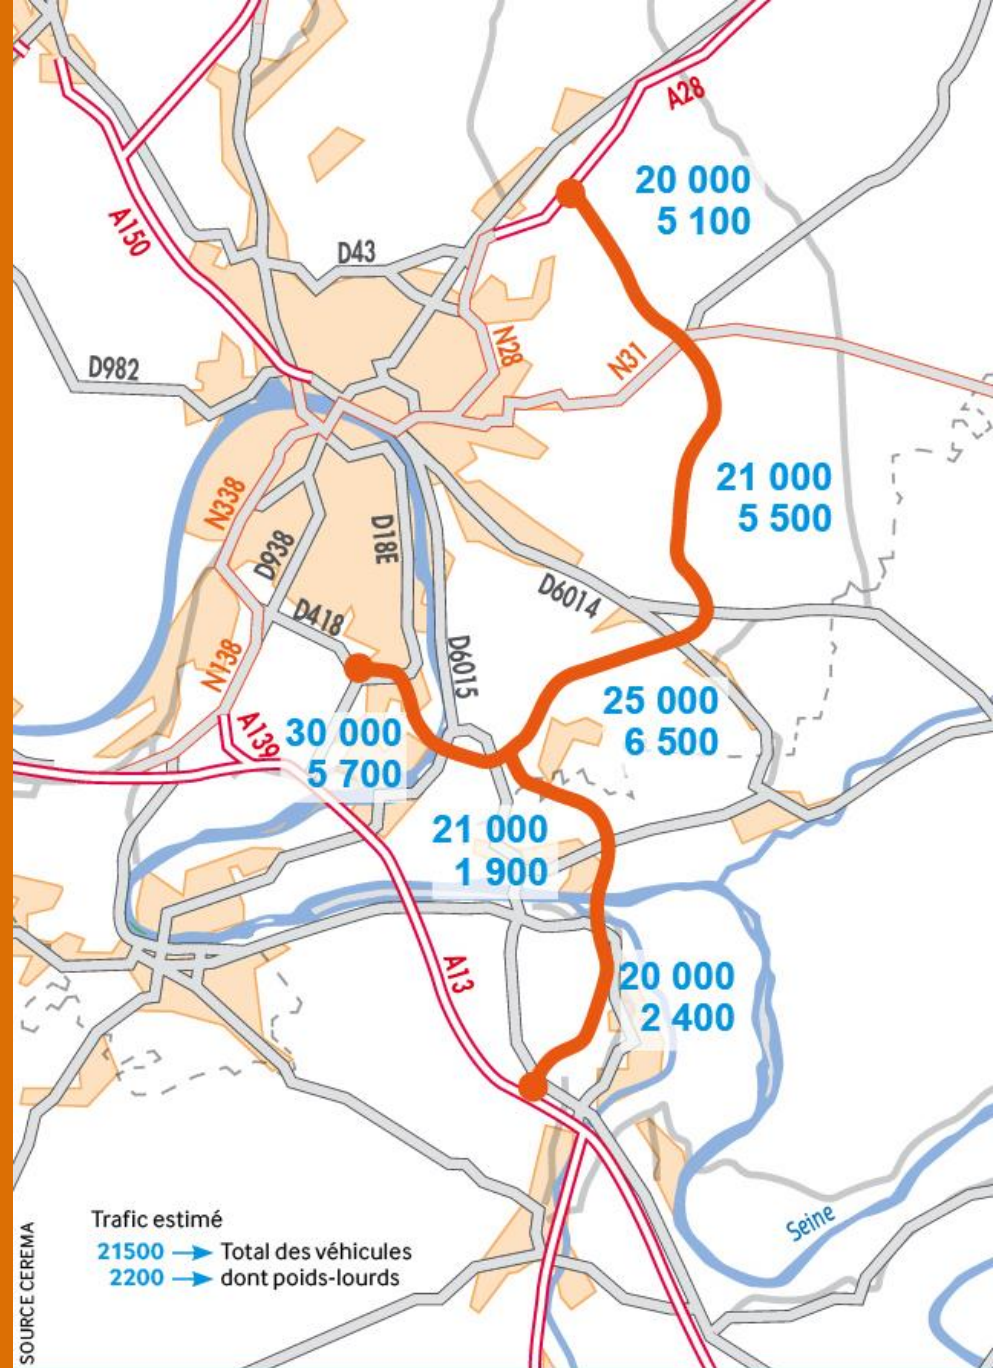 A28
20 000
5 100
A150
D43
N28
N31
D982
21 000
5 500
N338
D938
D18E
D6014
D418
N138
D6015
A139
25 000
6 500
30 000
5 700
21 000
1 900
A13
20 000
2 400
Seine
Trafic estimé
21500 → Total des véhicules
2200 → dont poids-lourds
SOURCE CEREMA